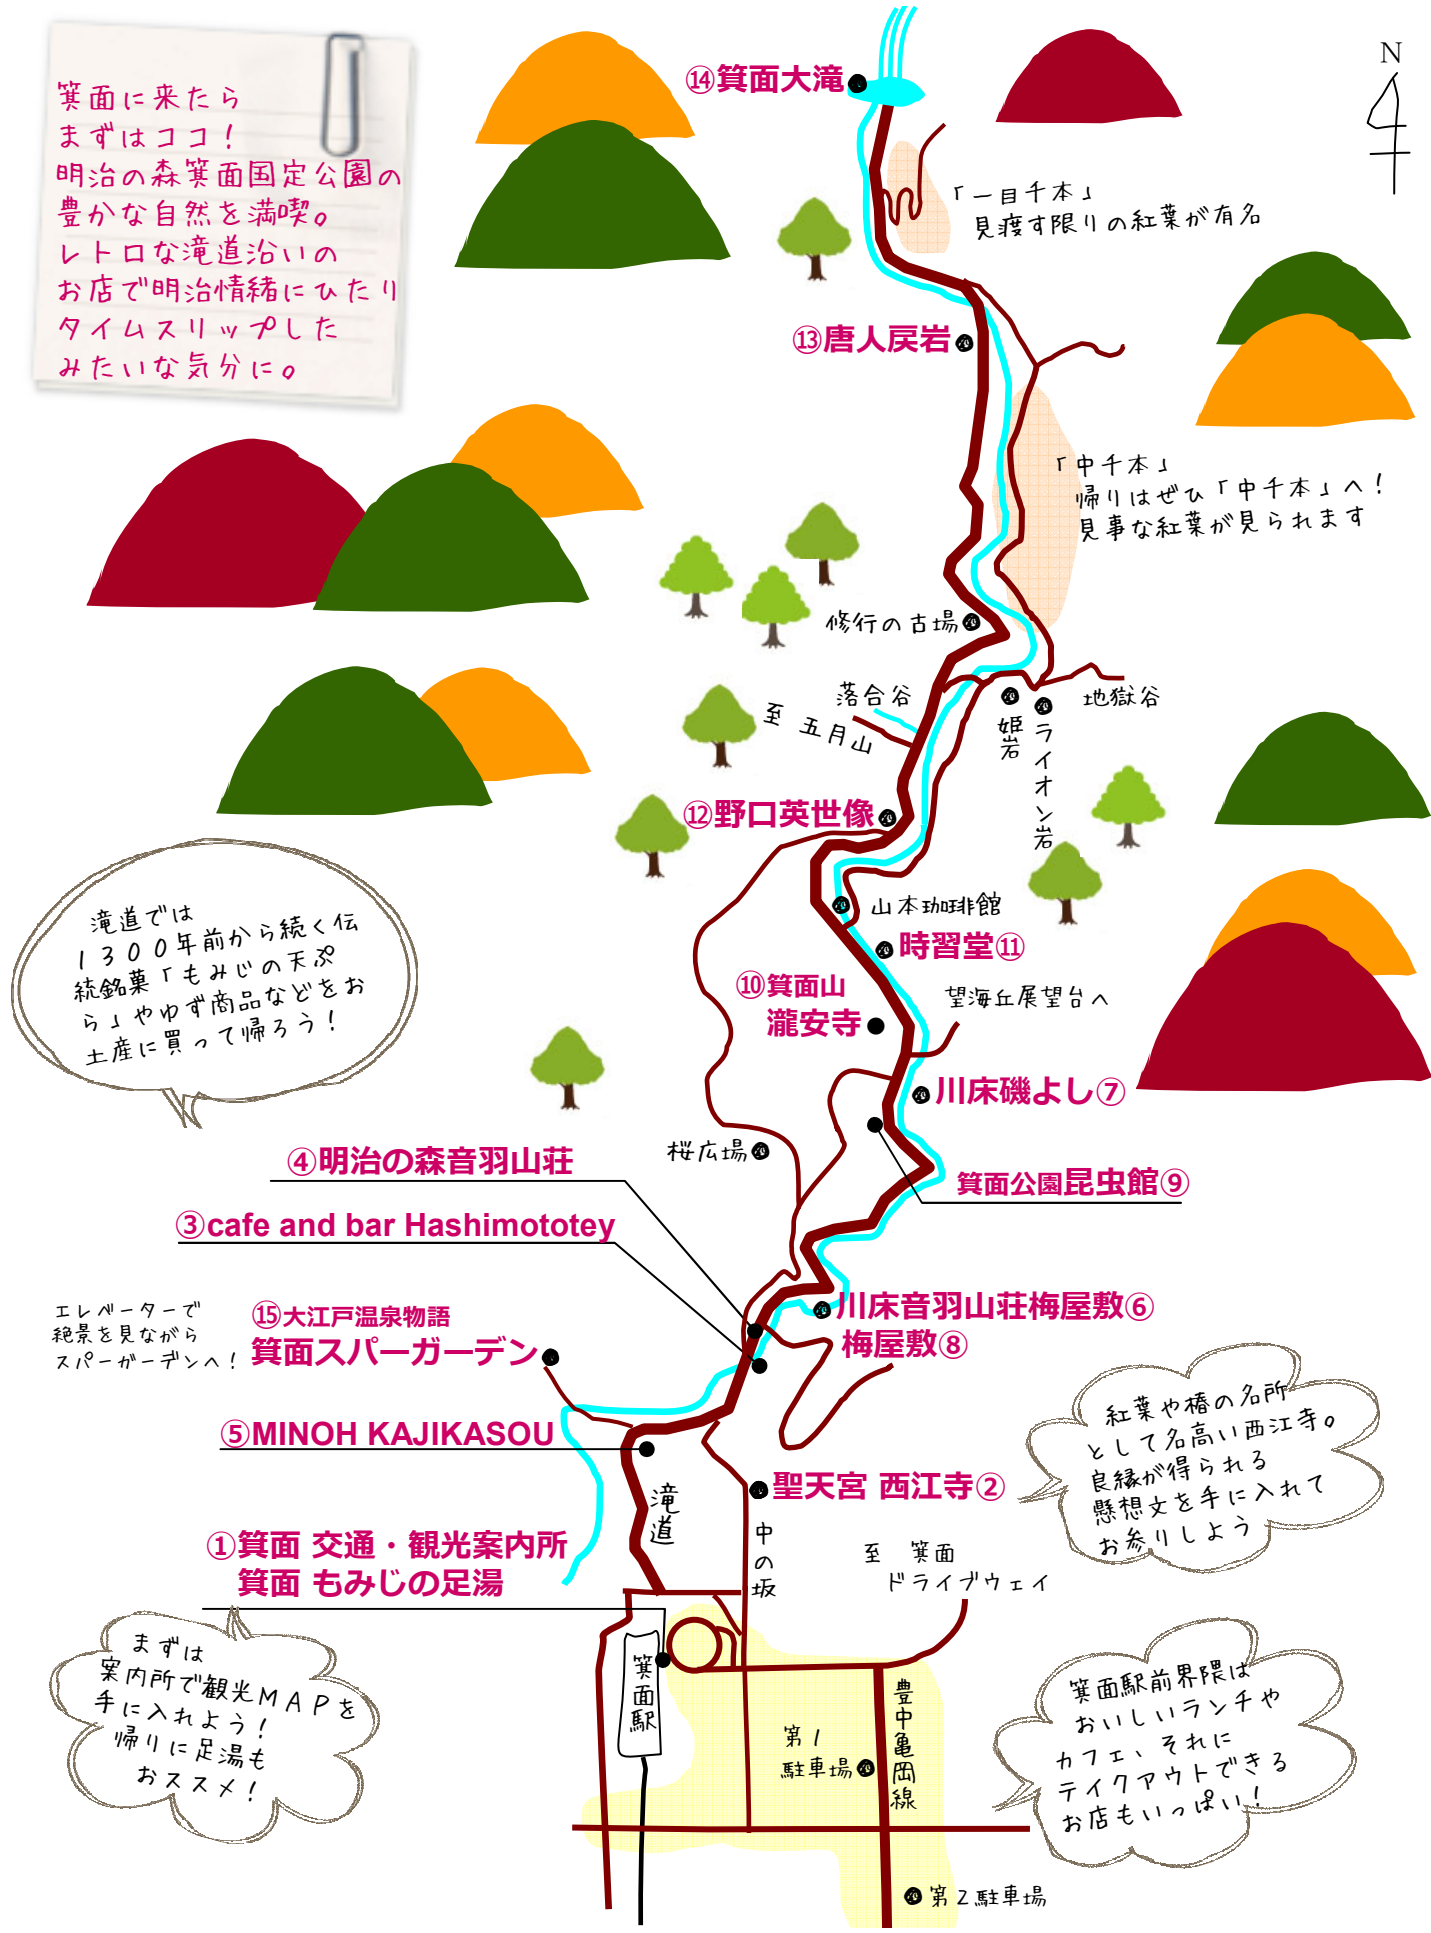 箕面に来たら
まずはココ！
明治の森箕面国定公園の
豊かな自然を満喫。
レトロな滝道沿いの
お店で明治情緒にひたり
タイムスリップした
みたいな気分に。
N
⑭箕面大滝
「一目千本」
見渡す限りの紅葉が有名
⑬唐人戻岩
「中千本」
帰りはぜひ「中千本」へ！
見事な紅葉が見られます
修行の古場
落合谷
至 五月山
地獄谷
姫岩
ライオン岩
⑫野口英世像
山本珈琲館
時習堂⑪
滝道では
１３００年前から続く伝
統銘菓「もみじの天ぷ
ら」やゆず商品などをお
土産に買って帰ろう！
⑩箕面山
瀧安寺
望海丘展望台へ
川床磯よし⑦
桜広場
④明治の森音羽山荘
箕面公園昆虫館⑨
③cafe and bar Hashimototey
エレベーターで
絶景を見ながら
スパーガーデンへ！
⑮大江戸温泉物語
箕面スパーガーデン
川床音羽山荘梅屋敷⑥
梅屋敷⑧
⑤MINOH KAJIKASOU
紅葉や椿の名所
として名高い西江寺。
良縁が得られる
懸想文を手に入れて
お参りしよう
聖天宮 西江寺②
滝道
中の坂
①箕面 交通・観光案内所
箕面 もみじの足湯
至 箕面
ドライブウェイ
まずは
案内所で観光ＭＡＰを
手に入れよう！
帰りに足湯も
おススメ！
箕面駅
豊中亀岡線
第１
駐車場
箕面駅前界隈は
おいしいランチや
カフェ、それに
テイクアウトできる
お店もいっぱい！
第２駐車場